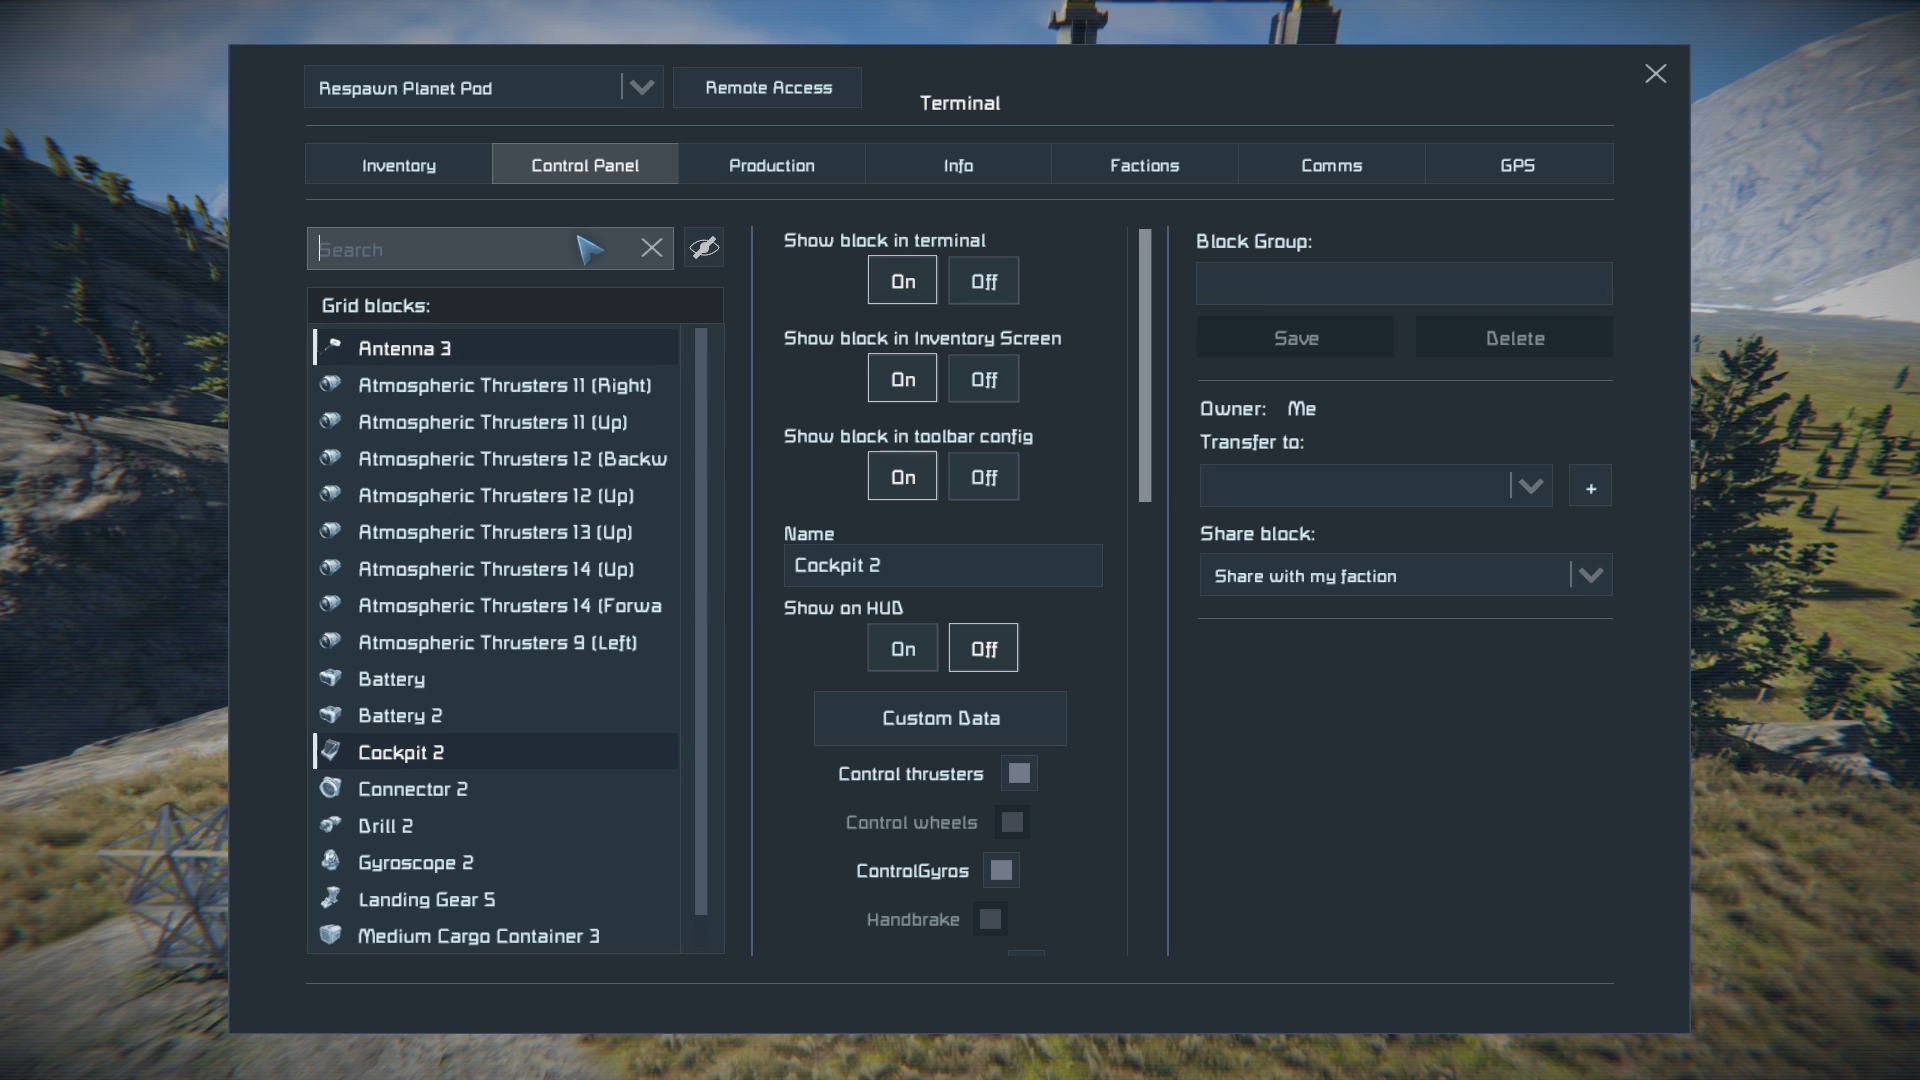 Respawn Planet Pod
Remote Access
Terminal
Inventory
Control Panel
Production
Info
Factions
Comms
GPS
Search
Grid blocks:
Antenna 3
Atmospheric Thrusters 11 (Right)
Atmospheric Thrusters 11 (Up)
Atmospheric Thrusters 12 (Backw
Atmospheric Thrusters 12 (Up)
Atmospheric Thrusters 13 (Up)
Atmospheric Thrusters 14 (Up)
Atmospheric Thrusters 14 (Forwa
Atmospheric Thrusters 9 (Left)
Battery
Battery 2
Cockpit 2
Connector 2
Drill 2
Gyroscope 2
Landing Gear 5
Medium Cargo Container 3
Show block in terminal
On Off
Show block in Inventory Screen
On Off
Show block in toolbar config
On Off
Name
Cockpit 2
Show on HUD
On Off
Custom Data
Control thrusters
Control wheels
ControlGyros
Handbrake
Block Group:
Save Delete
Owner: Me
Transfer to:
+
Share block:
Share with my faction